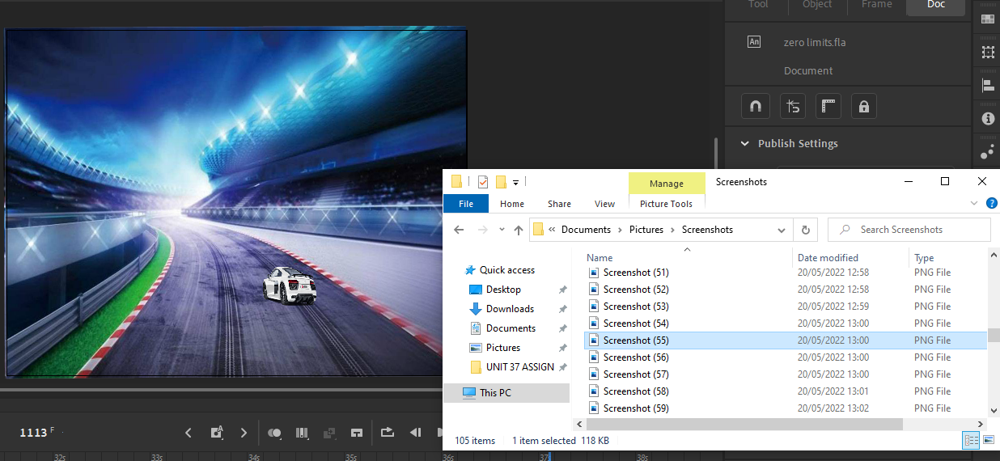 Tool Object Frame Doc
An zero limits.fla
Document
Publish Settings
Manage Screenshots
File Home Share View Picture Tools
« Documents > Pictures > Screenshots
Search Screenshots
Name Date modified Type
Quick access
Desktop
Downloads
Documents
Pictures
UNIT 37 ASSIGN
This PC
Screenshot (51) 20/05/2022 12:58 PNG File
Screenshot (52) 20/05/2022 12:58 PNG File
Screenshot (53) 20/05/2022 12:59 PNG File
Screenshot (54) 20/05/2022 13:00 PNG File
Screenshot (55) 20/05/2022 13:00 PNG File
Screenshot (56) 20/05/2022 13:00 PNG File
Screenshot (57) 20/05/2022 13:00 PNG File
Screenshot (58) 20/05/2022 13:01 PNG File
Screenshot (59) 20/05/2022 13:02 PNG File
105 items 1 item selected 118 KB
1113 F
A
32s 33s 34s 35s 36s 37s 38s